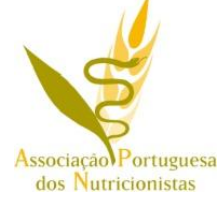 Associação Portuguesa
dos Nutricionistas